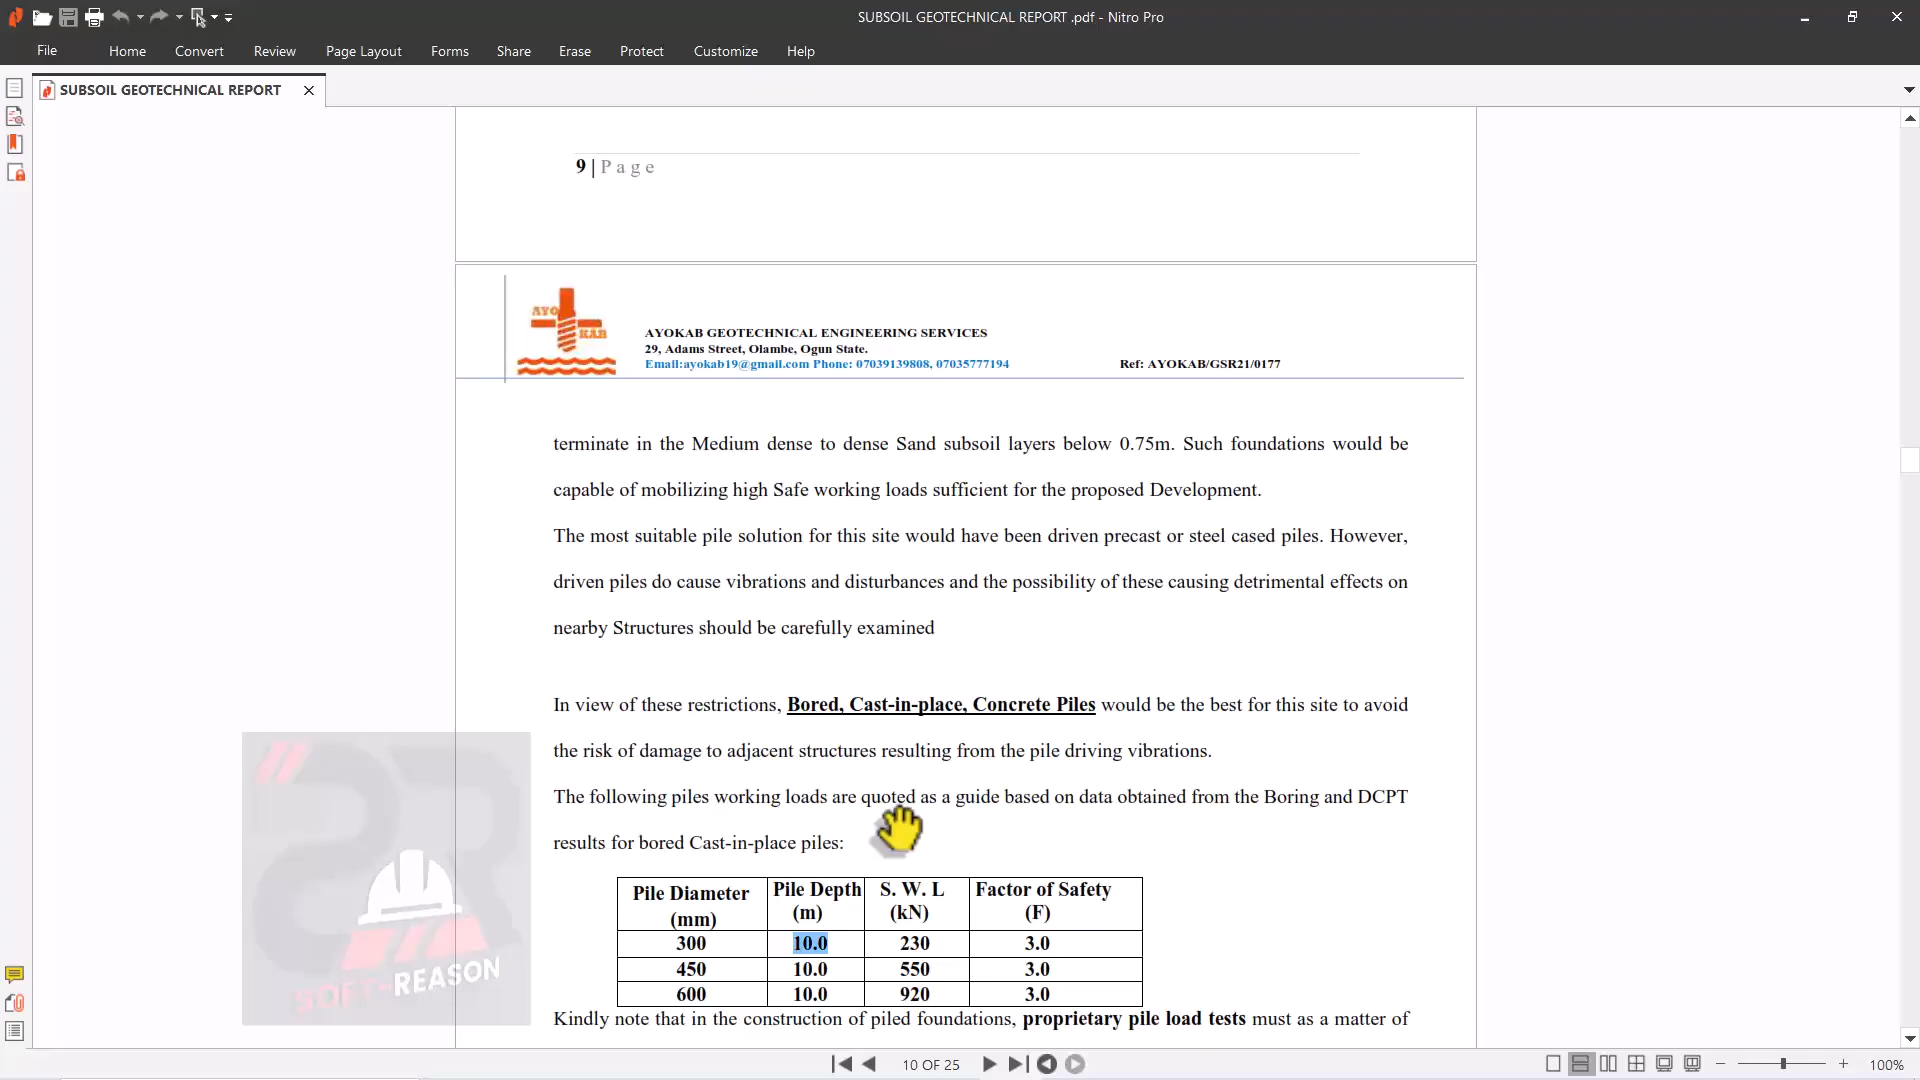 SUBSOIL GEOTECHNICAL REPORT .pdf - Nitro Pro
File Home Convert Review Page Layout Forms Share Erase Protect Customize Help
SUBSOIL GEOTECHNICAL REPORT
9 | Page
AYO KAB
AYOKAB GEOTECHNICAL ENGINEERING SERVICES
29, Adams Street, Olambe, Ogun State.
Email:ayokab19@gmail.com Phone: 07039139808, 07035777194 Ref: AYOKAB/GSR21/0177
terminate in the Medium dense to dense Sand subsoil layers below 0.75m. Such foundations would be
capable of mobilizing high Safe working loads sufficient for the proposed Development.
The most suitable pile solution for this site would have been driven precast or steel cased piles. However,
driven piles do cause vibrations and disturbances and the possibility of these causing detrimental effects on
nearby Structures should be carefully examined
In view of these restrictions, Bored, Cast-in-place, Concrete Piles would be the best for this site to avoid
the risk of damage to adjacent structures resulting from the pile driving vibrations.
The following piles working loads are quoted as a guide based on data obtained from the Boring and DCPT
results for bored Cast-in-place piles:
Pile Diameter (mm) Pile Depth (m) S. W. L (kN) Factor of Safety (F)
300 10.0 230 3.0
450 10.0 550 3.0
600 10.0 920 3.0
Kindly note that in the construction of piled foundations, proprietary pile load tests must as a matter of
SR
SOFT-REASON
10 OF 25
100%